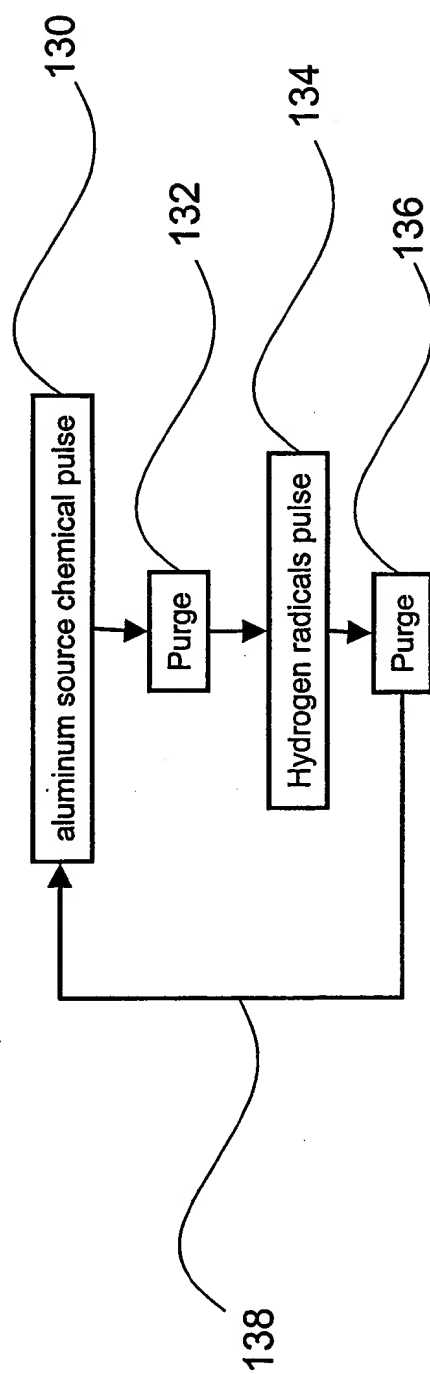 aluminum source chemical pulse
130
Purge
132
Hydrogen radicals pulse
134
Purge
136
138